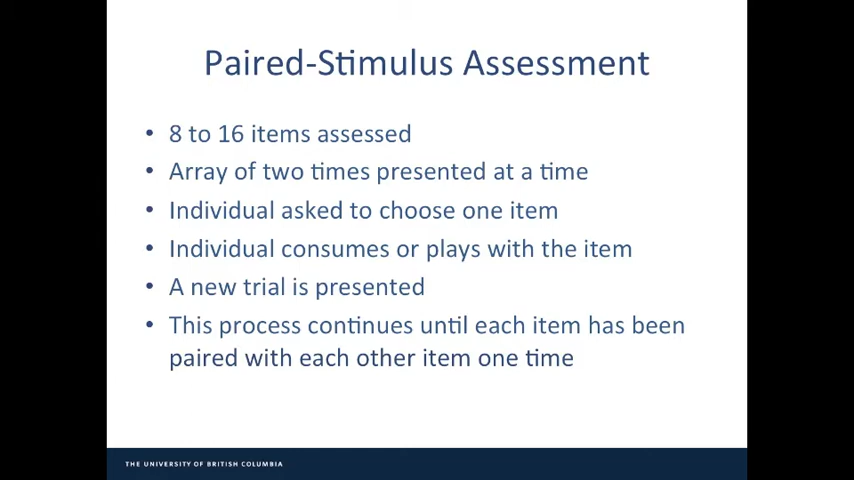 Paired-Stimulus Assessment
• 8 to 16 items assessed
• Array of two times presented at a time
• Individual asked to choose one item
• Individual consumes or plays with the item
• A new trial is presented
• This process continues until each item has been
paired with each other item one time
THE UNIVERSITY OF BRITISH COLUMBIA